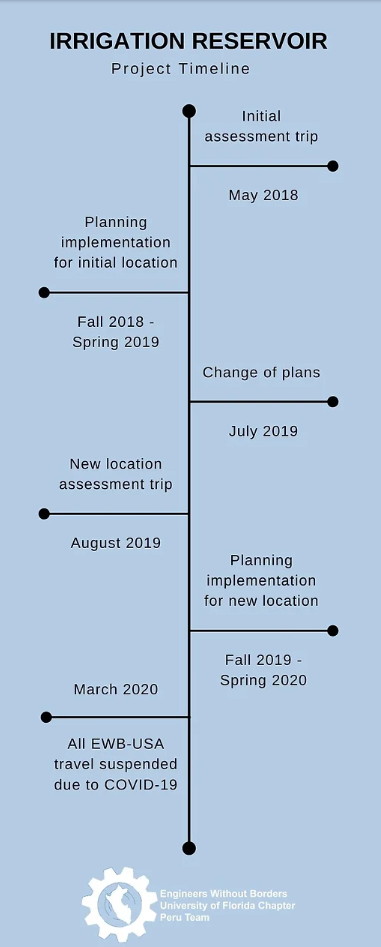 IRRIGATION RESERVOIR
Project Timeline
Initial
assessment trip
May 2018
Planning
implementation
for initial location
Fall 2018 -
Spring 2019
Change of plans
July 2019
New location
assessment trip
August 2019
Planning
implementation
for new location
Fall 2019 -
Spring 2020
March 2020
All EWB-USA
travel suspended
due to COVID-19
Engineers Without Borders
University of Florida Chapter
Peru Team